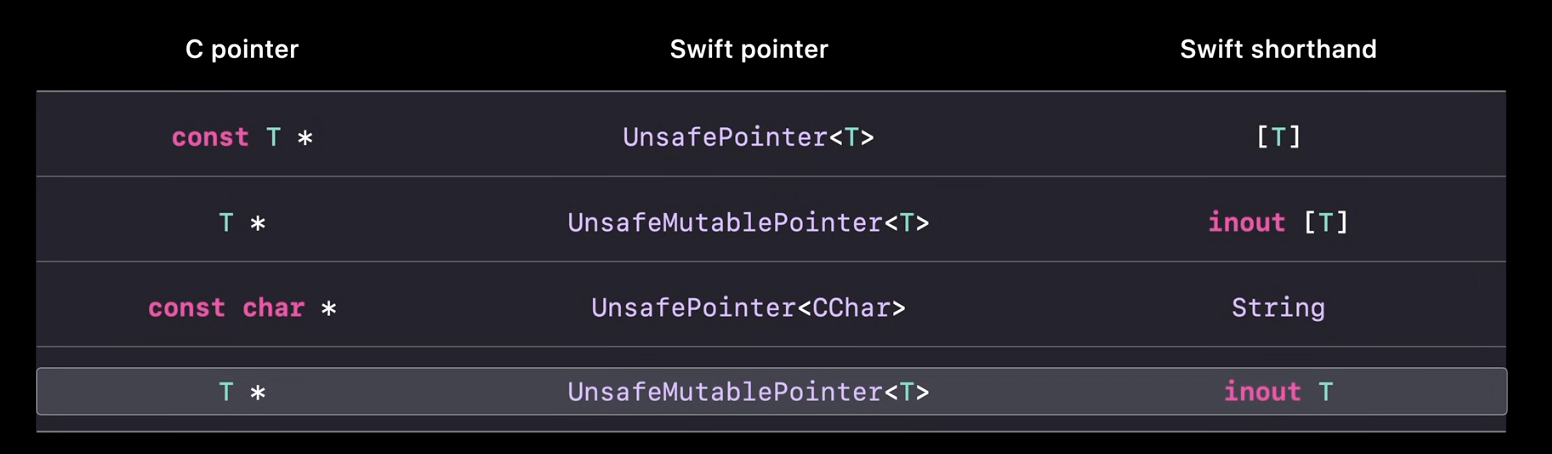 C pointer Swift pointer Swift shorthand
const T * UnsafePointer<T> [T]
T * UnsafeMutablePointer<T> inout [T]
const char * UnsafePointer<CChar> String
T * UnsafeMutablePointer<T> inout T